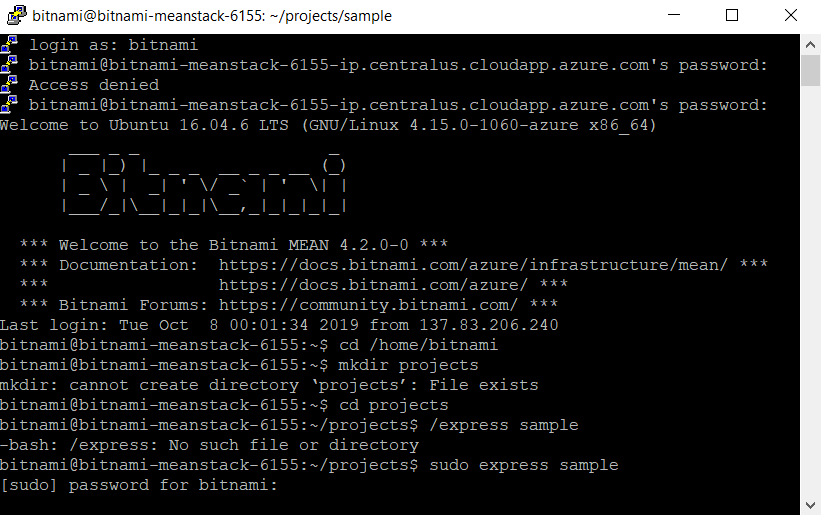 bitnami@bitnami-meanstack-6155: ~/projects/sample
login as: bitnami
bitnami@bitnami-meanstack-6155-ip.centralus.cloudapp.azure.com's password:
Access denied
bitnami@bitnami-meanstack-6155-ip.centralus.cloudapp.azure.com's password:
Welcome to Ubuntu 16.04.6 LTS (GNU/Linux 4.15.0-1060-azure x86_64)
Bitnami
*** Welcome to the Bitnami MEAN 4.2.0-0 ***
*** Documentation:  https://docs.bitnami.com/azure/infrastructure/mean/ ***
***                 https://docs.bitnami.com/azure/ ***
*** Bitnami Forums: https://community.bitnami.com/ ***
Last login: Tue Oct  8 00:01:34 2019 from 137.83.206.240
bitnami@bitnami-meanstack-6155:~$ cd /home/bitnami
bitnami@bitnami-meanstack-6155:~$ mkdir projects
mkdir: cannot create directory ‘projects’: File exists
bitnami@bitnami-meanstack-6155:~$ cd projects
bitnami@bitnami-meanstack-6155:~/projects$ /express sample
-bash: /express: No such file or directory
bitnami@bitnami-meanstack-6155:~/projects$ sudo express sample
[sudo] password for bitnami: